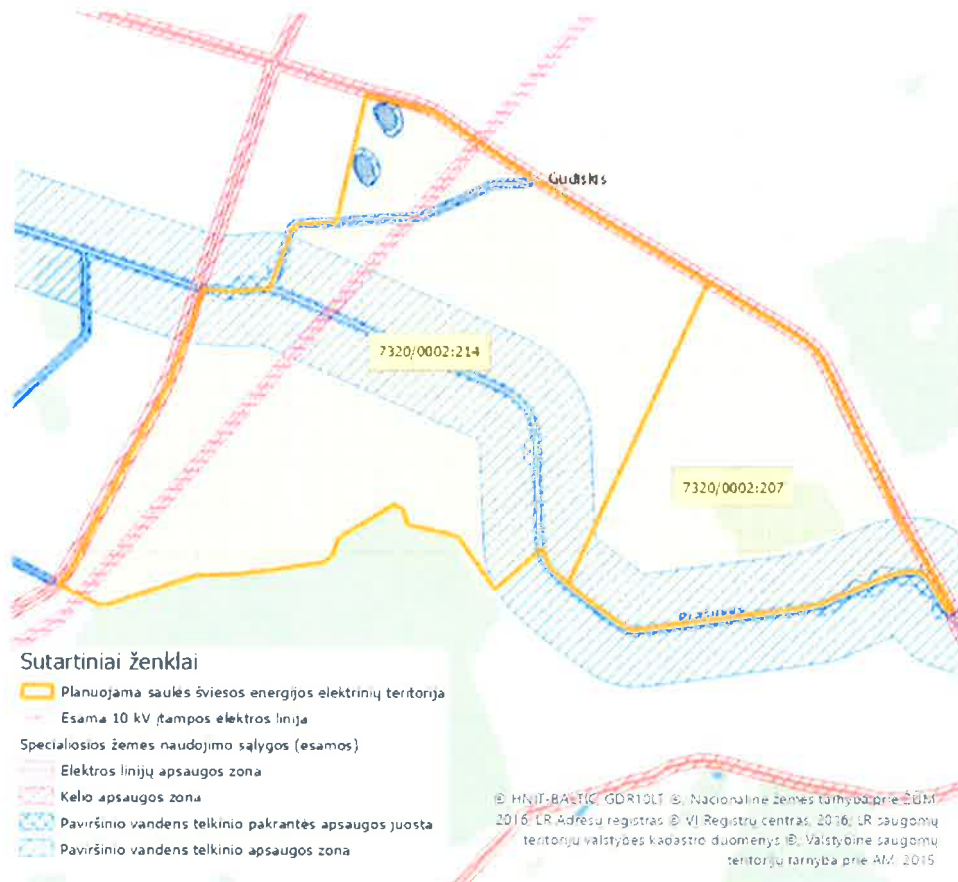 Gudiškis
7320/0002:214
7320/0002:207
Sutartiniai ženklai
Planuojama saulės šviesos energijos elektrinių teritorija
Esama 10 kV įtampos elektros linija
Specialiosios žemės naudojimo sąlygos (esamos)
Elektros linijų apsaugos zona
Kelio apsaugos zona
Paviršinio vandens telkinio pakrantės apsaugos juosta
Paviršinio vandens telkinio apsaugos zona
© HNIT-BALTIC, GDR10LT ©, Nacionalinė žemės tarnyba prie ŽŪM,
2016, LR Adresų registras © VĮ Registrų centras, 2016; LR saugomų
teritorijų valstybės kadastro duomenys ©, Valstybinė saugomų
teritorijų tarnyba prie AM, 2015